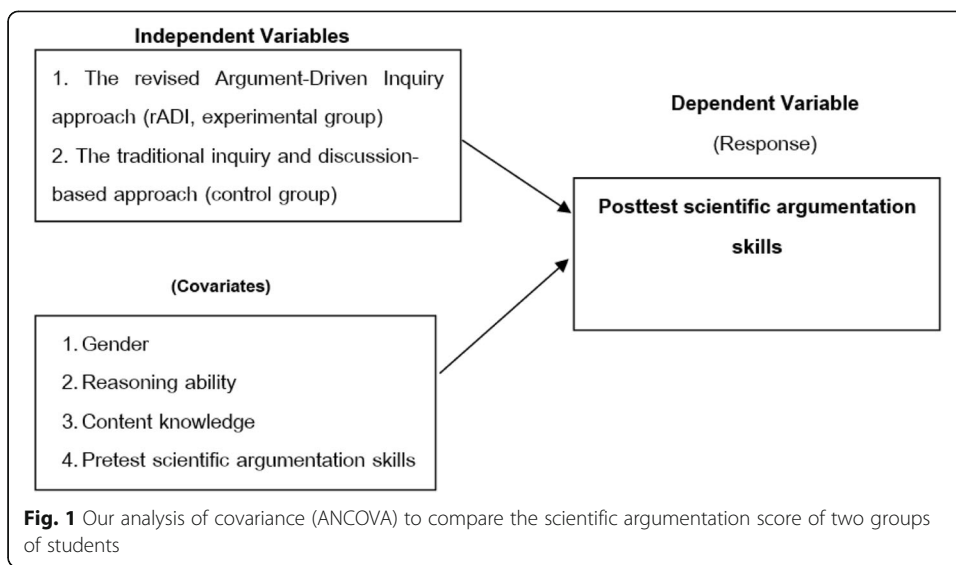 Independent Variables
1. The revised Argument-Driven Inquiry
approach (rADI, experimental group)
2. The traditional inquiry and discussion-
based approach (control group)
Dependent Variable
(Response)
Posttest scientific argumentation
skills
(Covariates)
1. Gender
2. Reasoning ability
3. Content knowledge
4. Pretest scientific argumentation skills
Fig. 1 Our analysis of covariance (ANCOVA) to compare the scientific argumentation score of two groups
of students